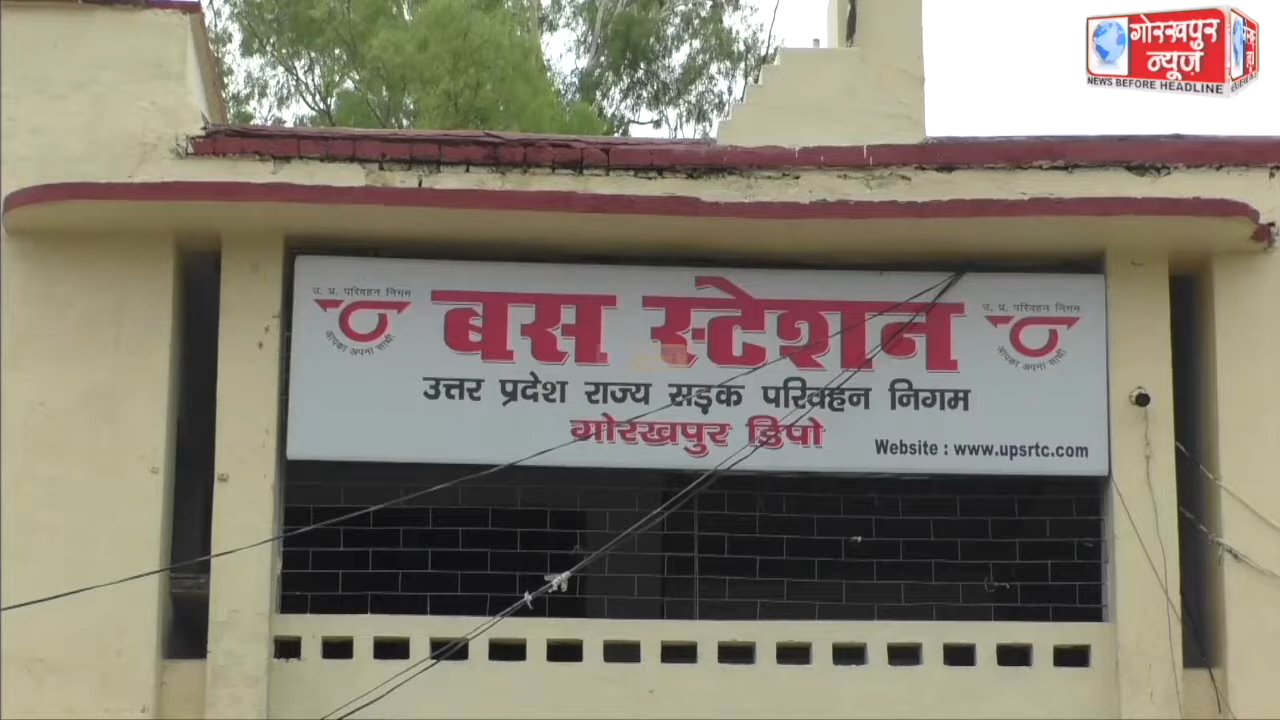 गोरखपुर
न्यूज़
NEWS BEFORE HEADLINE
उ. प्र. परिवहन निगम
आपका अपना साथी
बस स्टेशन
उ. प्र. परिवहन निगम
आपका अपना साथी
उत्तर प्रदेश राज्य सड़क परिवहन निगम
गोरखपुर डिपो
Website : www.upsrtc.com